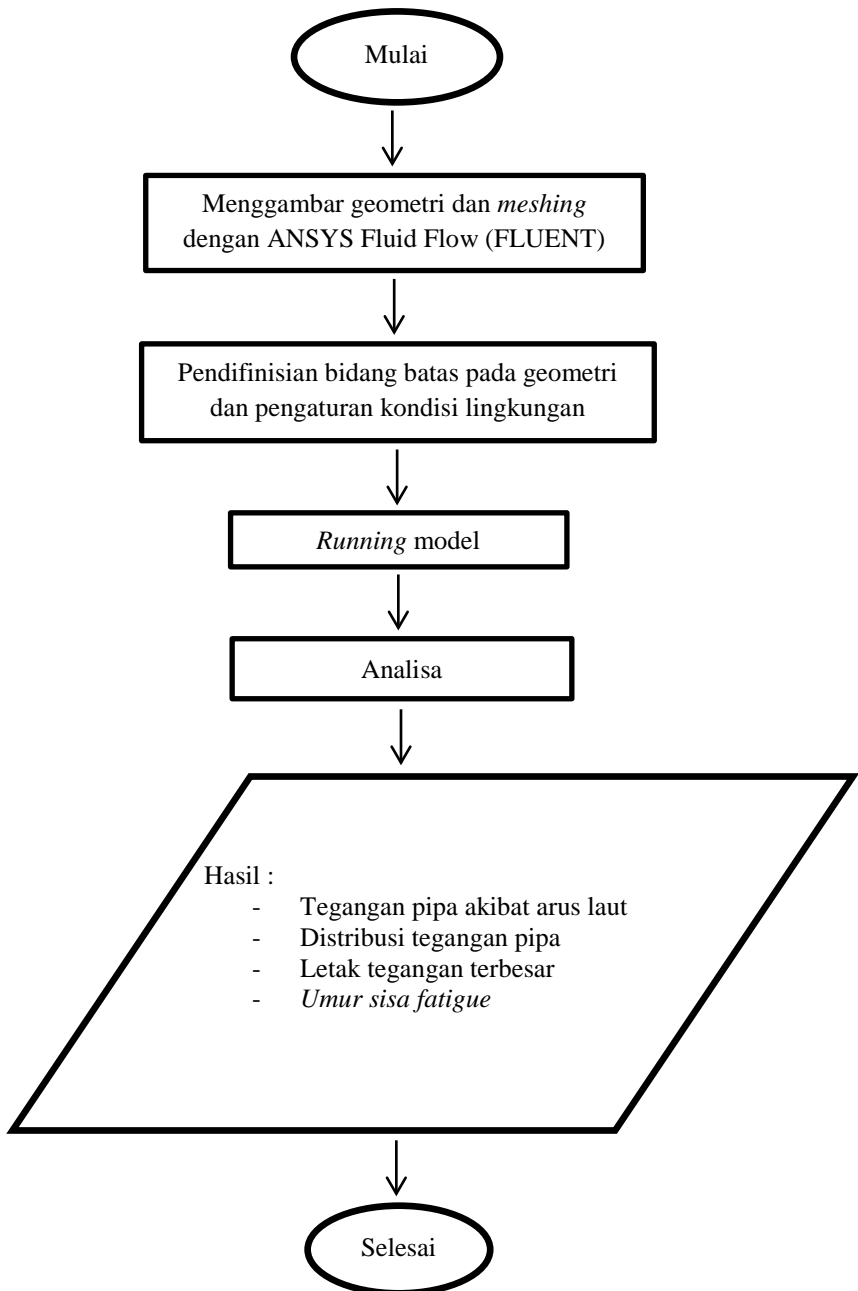 Mulai
Menggambar geometri dan meshing
dengan ANSYS Fluid Flow (FLUENT)
Pendifinisian bidang batas pada geometri
dan pengaturan kondisi lingkungan
Running model
Analisa
Hasil :
- Tegangan pipa akibat arus laut
- Distribusi tegangan pipa
- Letak tegangan terbesar
- Umur sisa fatigue
Selesai